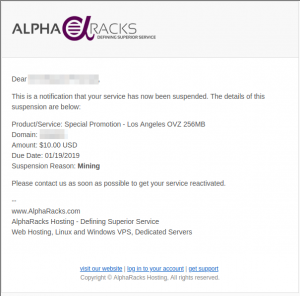 ALPHA RACKS
DEFINING SUPERIOR SERVICE
Dear
This is a notification that your service has now been suspended. The details of this
suspension are below:
Product/Service: Special Promotion - Los Angeles OVZ 256MB
Domain:
Amount: $10.00 USD
Due Date: 01/19/2019
Suspension Reason: Mining
Please contact us as soon as possible to get your service reactivated.
--
www.AlphaRacks.com
AlphaRacks Hosting - Defining Superior Service
Web Hosting, Linux and Windows VPS, Dedicated Servers
visit our website | log in to your account | get support
Copyright © AlphaRacks Hosting, All rights reserved.